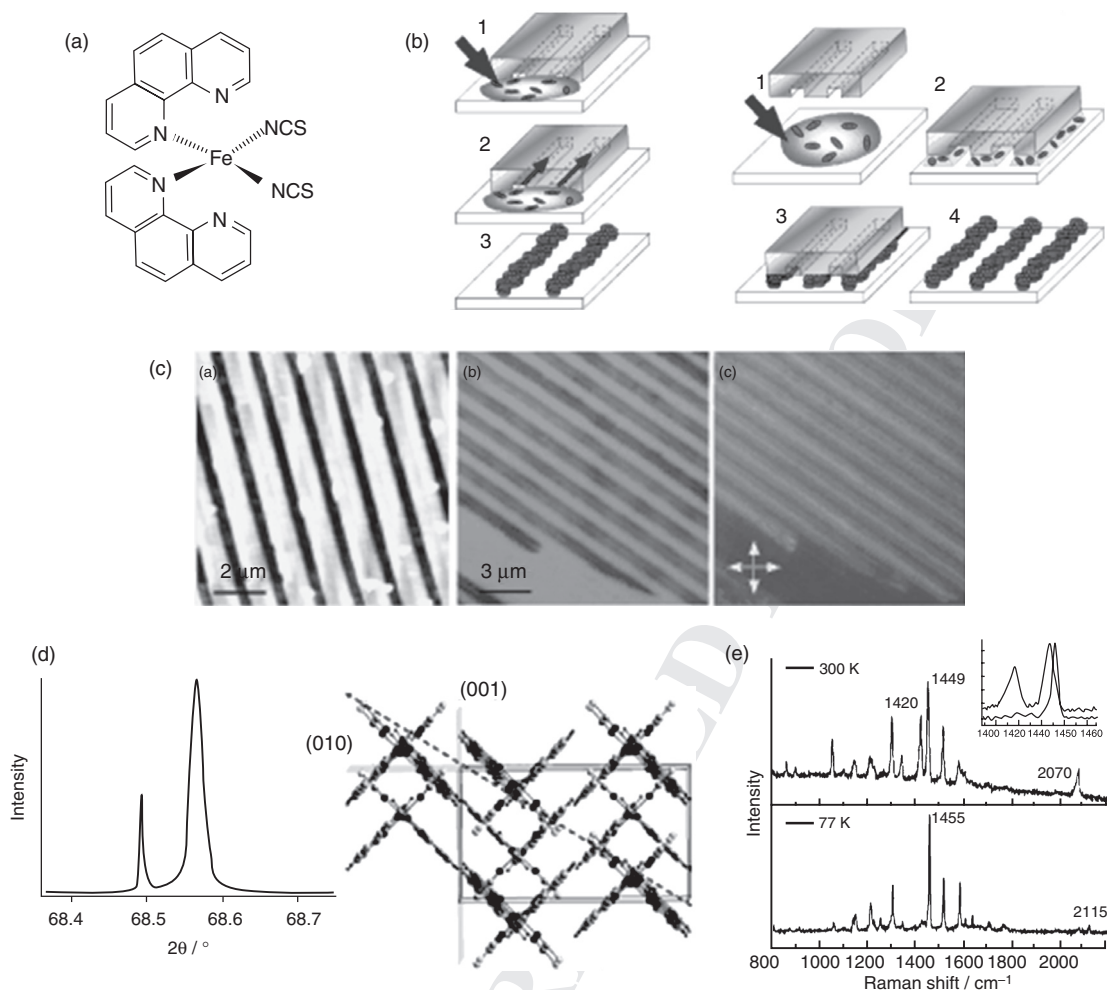 (a)
N
N
NCS
Fe
NCS
N
N
(b)
1
2
3
1
2
3
4
(c)
(a)
2 μm
(b)
3 μm
(c)
(d)
Intensity
68.4 68.5 68.6 68.7
2θ / °
(010)
(001)
(e)
300 K
1420
1449
2070
1400 1420 1440 1450 1460
Intensity
77 K
1455
2115
800 1000 1200 1400 1600 1800 2000
Raman shift / cm⁻¹